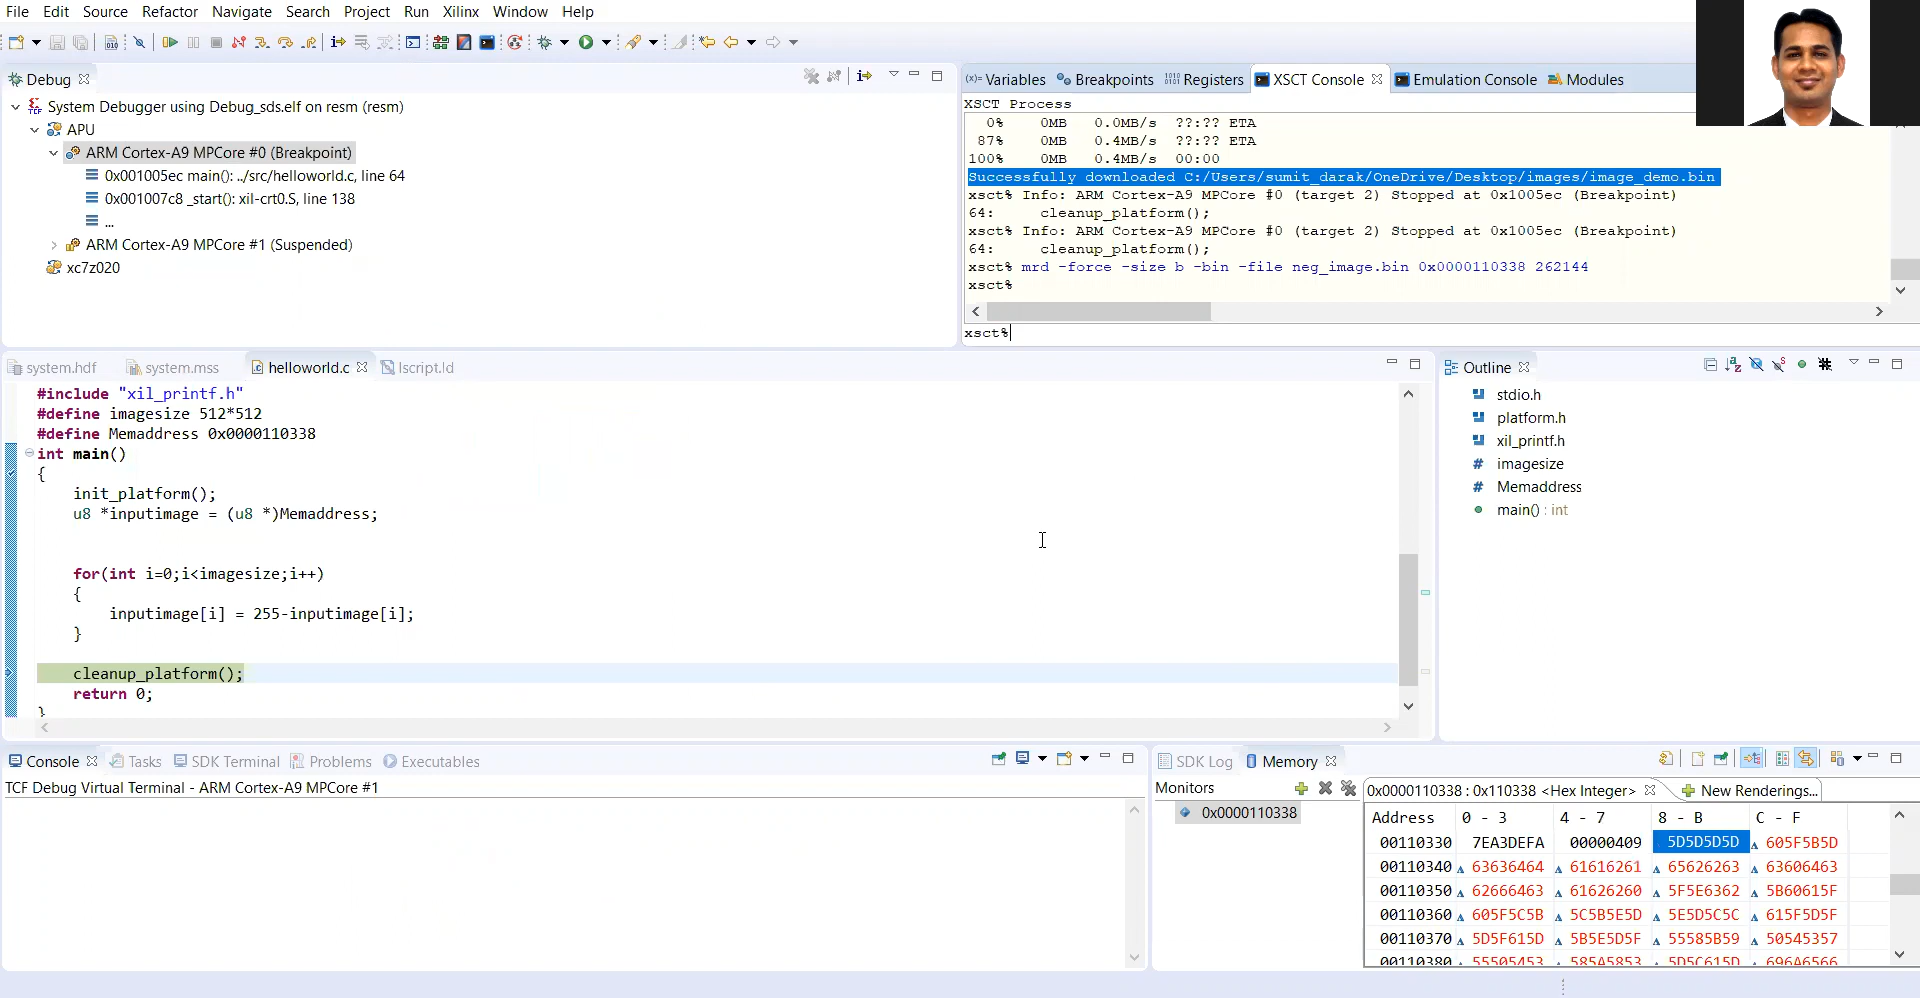 File Edit Source Refactor Navigate Search Project Run Xilinx Window Help
Debug
System Debugger using Debug_sds.elf on resm (resm)
APU
ARM Cortex-A9 MPCore #0 (Breakpoint)
0x001005ec main(): ../src/helloworld.c, line 64
0x001007c8 _start(): xil-crt0.S, line 138
...
ARM Cortex-A9 MPCore #1 (Suspended)
xc7z020
Variables Breakpoints Registers XSCT Console Emulation Console Modules
XSCT Process
0% 0MB 0.0MB/s ??:?? ETA
87% 0MB 0.4MB/s ??:?? ETA
100% 0MB 0.4MB/s 00:00
Successfully downloaded C:/Users/sumit_darak/OneDrive/Desktop/images/image_demo.bin
xsct% Info: ARM Cortex-A9 MPCore #0 (target 2) Stopped at 0x1005ec (Breakpoint)
64: cleanup_platform();
xsct% Info: ARM Cortex-A9 MPCore #0 (target 2) Stopped at 0x1005ec (Breakpoint)
64: cleanup_platform();
xsct% mrd -force -size b -bin -file neg_image.bin 0x0000110338 262144
xsct%
xsct%
system.hdf system.mss helloworld.c lscript.ld
#include "xil_printf.h"
#define imagesize 512*512
#define Memaddress 0x0000110338
int main()
{
init_platform();
u8 *inputimage = (u8 *)Memaddress;
for(int i=0;i<imagesize;i++)
{
inputimage[i] = 255-inputimage[i];
}
cleanup_platform();
return 0;
}
Outline
stdio.h
platform.h
xil_printf.h
# imagesize
# Memaddress
main() : int
Console Tasks SDK Terminal Problems Executables
TCF Debug Virtual Terminal - ARM Cortex-A9 MPCore #1
SDK Log Memory
Monitors
0x0000110338
0x0000110338 : 0x110338 <Hex Integer> New Renderings...
Address 0 - 3 4 - 7 8 - B C - F
00110330 7EA3DEFA 00000409 5D5D5D5D 605F5B5D
00110340 63636464 61616261 65626263 63606463
00110350 62666463 61626260 5F5E6362 5B60615F
00110360 605F5C5B 5C5B5E5D 5E5D5C5C 615F5D5F
00110370 5D5F615D 5B5E5D5F 55585B59 50545357
00110380 55505453 585A5853 5D5C615D 696A6566